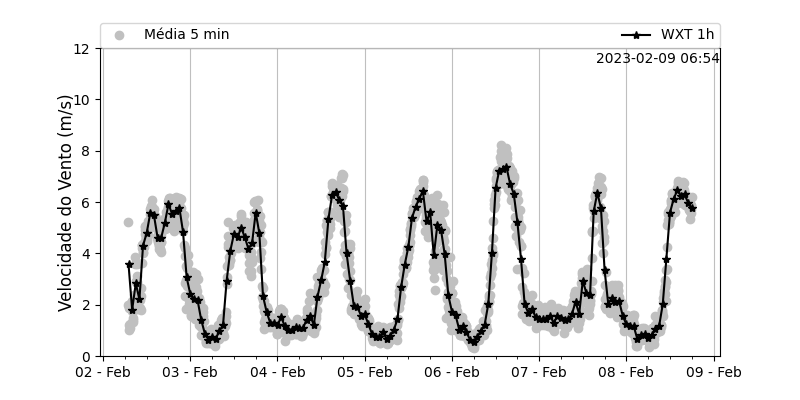 Média 5 min
WXT 1h
2023-02-09 06:54
Velocidade do Vento (m/s)
12
10
8
6
4
2
0
02 - Feb
03 - Feb
04 - Feb
05 - Feb
06 - Feb
07 - Feb
08 - Feb
09 - Feb